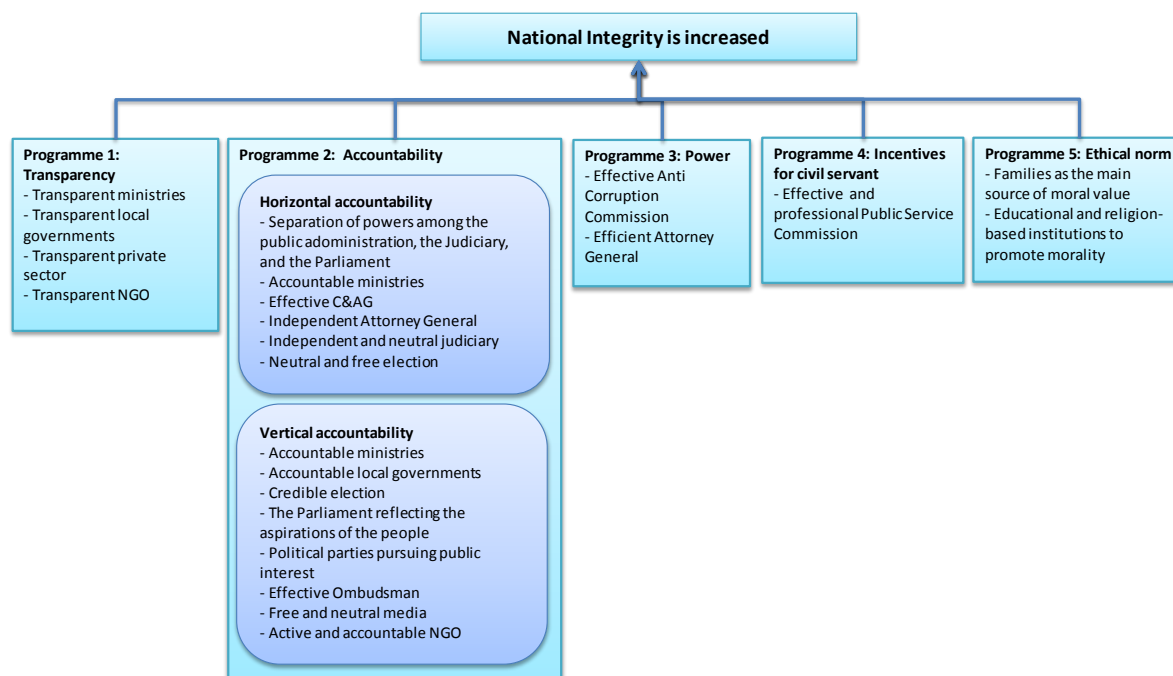 National Integrity is increased
Programme 1:
Transparency
- Transparent ministries
- Transparent local
governments
- Transparent private
sector
- Transparent NGO
Programme 2: Accountability
Horizontal accountability
- Separation of powers among the
public adoministration, the Judiciary,
and the Parliament
- Accountable ministries
- Effective C&AG
- Independent Attorney General
- Independent and neutral judiciary
- Neutral and free election
Vertical accountability
- Accountable ministries
- Accountable local governments
- Credible election
- The Parliament reflecting the
aspirations of the people
- Political parties pursuing public
interest
- Effective Ombudsman
- Free and neutral media
- Active and accountable NGO
Programme 3: Power
- Effective Anti
Corruption
Commission
- Efficient Attorney
General
Programme 4: Incentives
for civil servant
- Effective and
professional Public Service
Commission
Programme 5: Ethical norm
- Families as the main
source of moral value
- Educational and religion-
based institutions to
promote morality